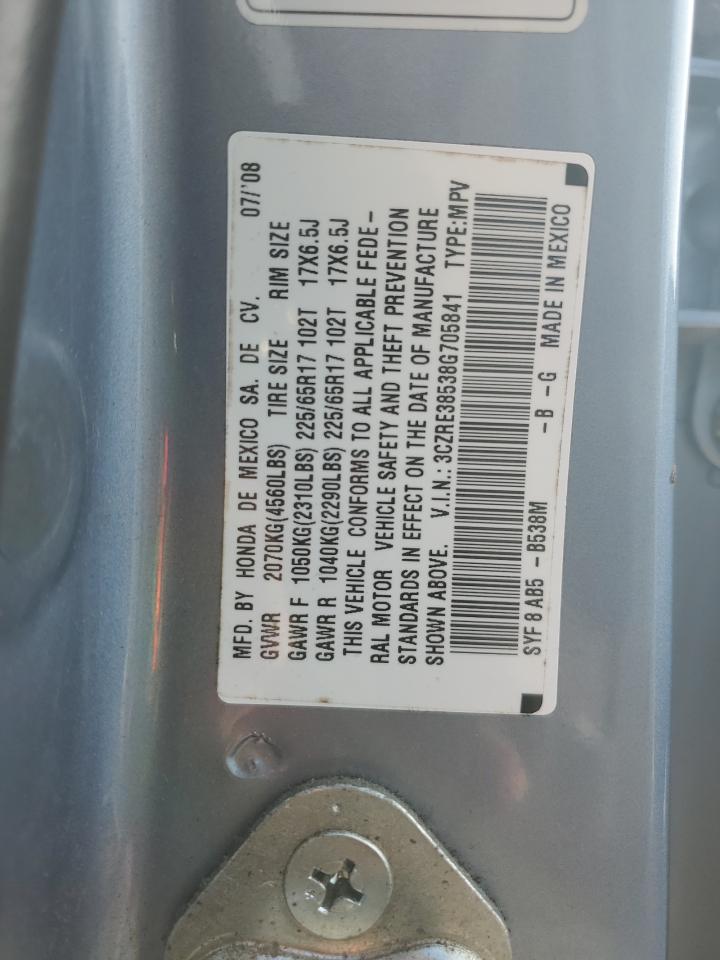 MFD. BY HONDA DE MEXICO SA. DE CV. 07/'08
GVWR 2070KG(4560LBS) TIRE SIZE RIM SIZE
GAWR F 1050KG(2310LBS) 225/65R17 102T 17X6.5J
GAWR R 1040KG(2290LBS) 225/65R17 102T 17X6.5J
THIS VEHICLE CONFORMS TO ALL APPLICABLE FEDE-
RAL MOTOR VEHICLE SAFETY AND THEFT PREVENTION
STANDARDS IN EFFECT ON THE DATE OF MANUFACTURE
SHOWN ABOVE. V.I.N.: 3CZRE38538G705841 TYPE:MPV
SYF 8 AB5 -B538M -B -G MADE IN MEXICO